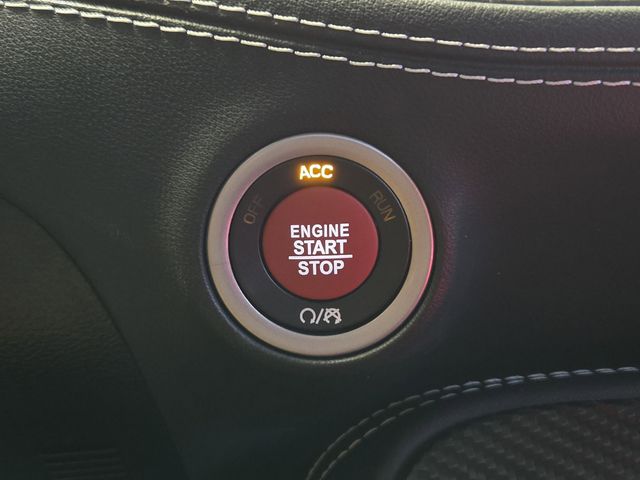 ACC
OFF
RUN
ENGINE
START
STOP